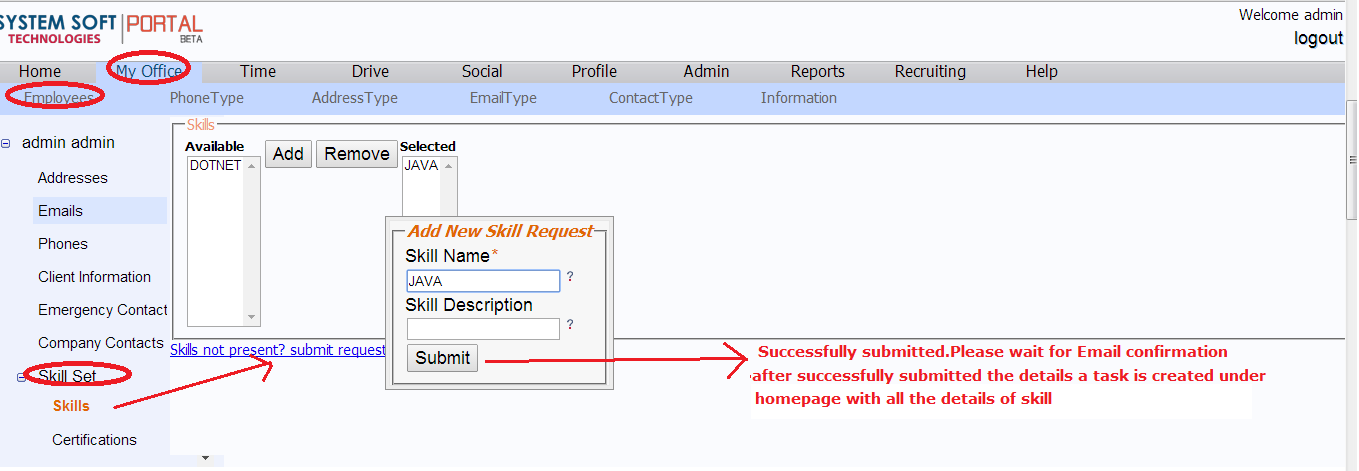 SYSTEM SOFT PORTAL
TECHNOLOGIES BETA
Welcome admin
logout
Home My Office Time Drive Social Profile Admin Reports Recruiting Help
Employees PhoneType AddressType EmailType ContactType Information
admin admin
Addresses
Emails
Phones
Client Information
Emergency Contact
Company Contacts
Skill Set
Skills
Certifications
Skills
Available Add Remove Selected
DOTNET JAVA
Skills not present? submit request
Add New Skill Request
Skill Name*
JAVA ?
Skill Description
?
Submit
Successfully submitted.Please wait for Email confirmation
after successfully submitted the details a task is created under
homepage with all the details of skill